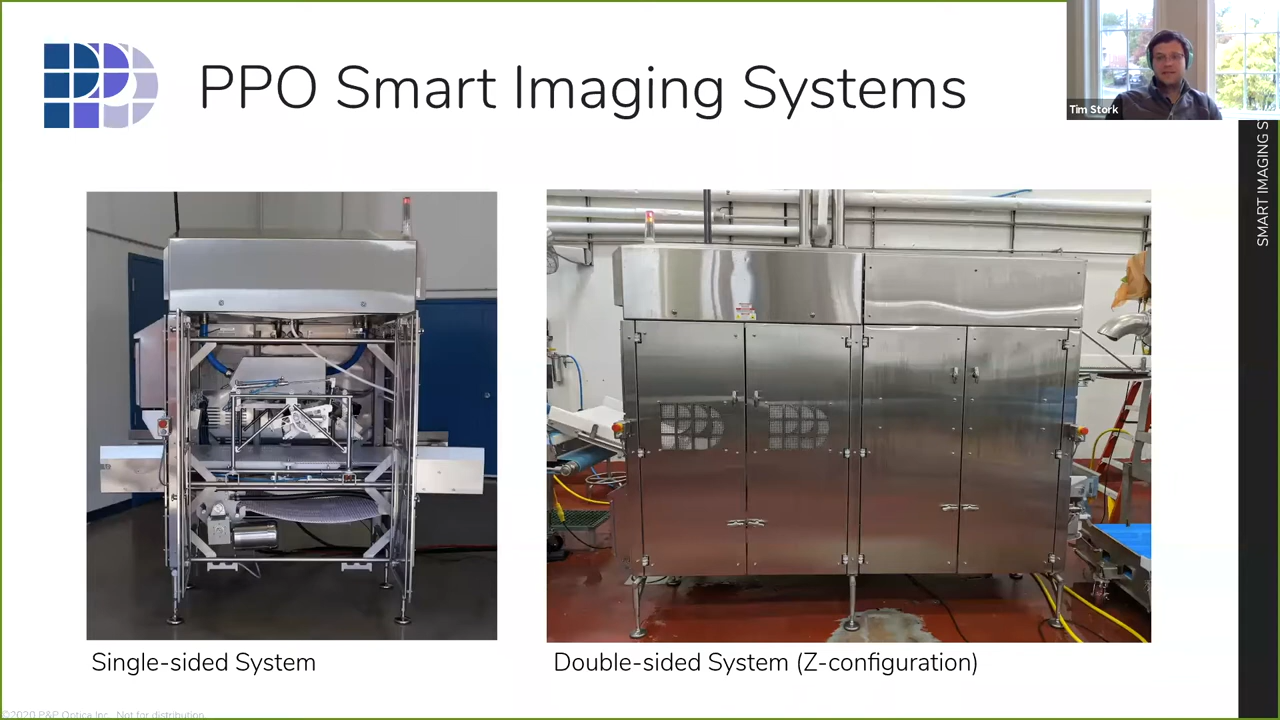 PPO Smart Imaging Systems
Tim Stork
SMART IMAGING S
Single-sided System
Double-sided System (Z-configuration)
©2020 P&P Optica Inc. Not for distribution